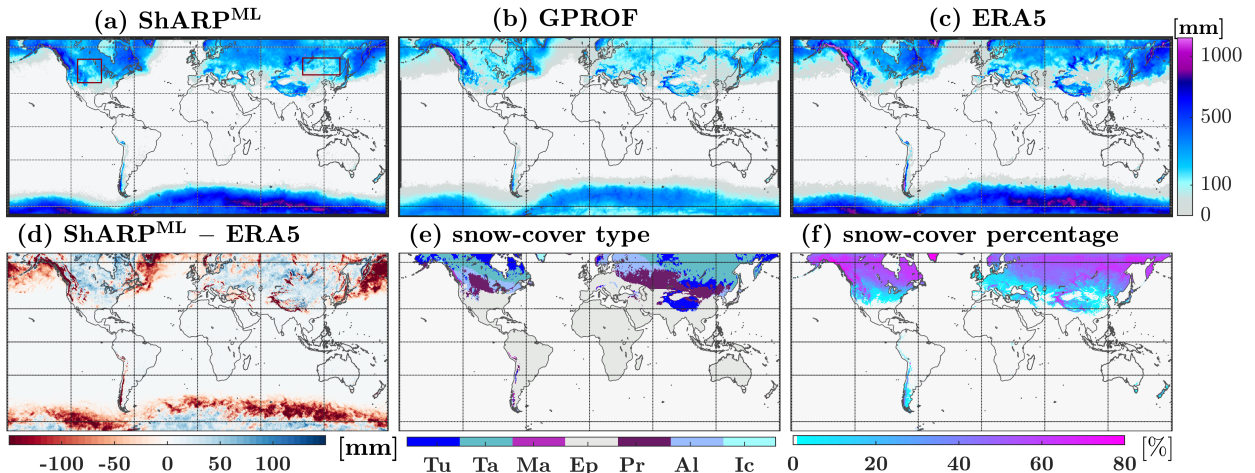 (a) ShARP^ML
(b) GPROF
(c) ERA5
[mm]
1000
500
100
0
(d) ShARP^ML – ERA5
(e) snow-cover type
(f) snow-cover percentage
-100 -50 0 50 100 [mm]
Tu Ta Ma Ep Pr Al Ic
0 20 40 60 80 [%]